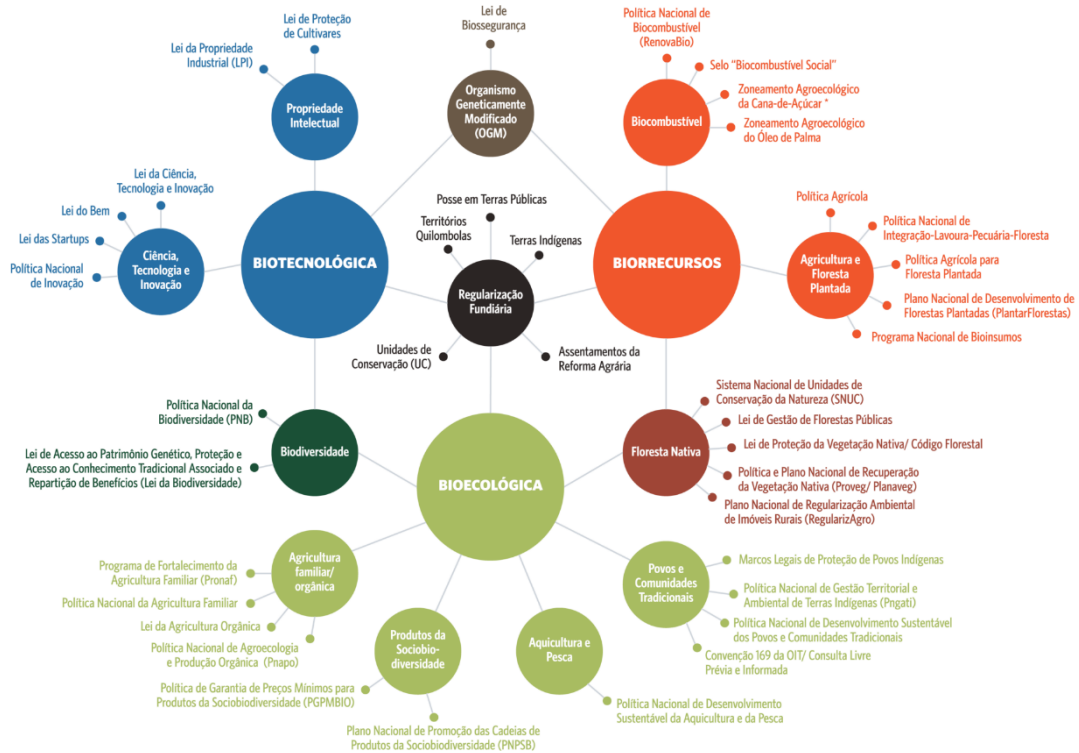 Lei de Proteção
de Cultivares
Lei da Propriedade
Industrial (LPI)
Propriedade
Intelectual
Lei de
Biossegurança
Organismo
Geneticamente
Modificado
(OGM)
Política Nacional de
Biocombustível
(RenovaBio)
Selo “Biocombustível Social”
Zoneamento Agroecológico
da Cana-de-Açúcar *
Zoneamento Agroecológico
do Óleo de Palma
Biocombustível
Lei da Ciência,
Tecnologia e Inovação
Lei do Bem
Lei das Startups
Política Nacional
de Inovação
Ciência,
Tecnologia e
Inovação
BIOTECNOLÓGICA
Posse em Terras Públicas
Territórios
Quilombolas
Terras Indígenas
Regularização
Fundiária
Unidades de
Conservação (UC)
Assentamentos da
Reforma Agrária
BIORRECURSOS
Política Agrícola
Política Nacional de
Integração-Lavoura-Pecuária-Floresta
Política Agrícola para
Floresta Plantada
Plano Nacional de Desenvolvimento de
Florestas Plantadas (PlantarFlorestas)
Programa Nacional de Bioinsumos
Agricultura e
Floresta
Plantada
Política Nacional da
Biodiversidade (PNB)
Lei de Acesso ao Patrimônio Genético, Proteção e
Acesso ao Conhecimento Tradicional Associado e
Repartição de Benefícios (Lei da Biodiversidade)
Biodiversidade
BIOECOLÓGICA
Floresta Nativa
Sistema Nacional de Unidades de
Conservação da Natureza (SNUC)
Lei de Gestão de Florestas Públicas
Lei de Proteção da Vegetação Nativa/ Código Florestal
Política e Plano Nacional de Recuperação
da Vegetação Nativa (Proveg/ Planaveg)
Plano Nacional de Regularização Ambiental
de Imóveis Rurais (RegularizAgro)
Agricultura
familiar/
orgânica
Programa de Fortalecimento da
Agricultura Familiar (Pronaf)
Política Nacional da Agricultura Familiar
Lei da Agricultura Orgânica
Política Nacional de Agroecologia
e Produção Orgânica (Pnapo)
Produtos da
Sociobio-
diversidade
Política de Garantia de Preços Mínimos para
Produtos da Sociobiodiversidade (PGPMBIO)
Plano Nacional de Promoção das Cadeias de
Produtos da Sociobiodiversidade (PNPSB)
Aquicultura e
Pesca
Política Nacional de Desenvolvimento
Sustentável da Aquicultura e da Pesca
Povos e
Comunidades
Tradicionais
Marcos Legais de Proteção de Povos Indígenas
Política Nacional de Gestão Territorial e
Ambiental de Terras Indígenas (Pngati)
Política Nacional de Desenvolvimento Sustentável
dos Povos e Comunidades Tradicionais
Convenção 169 da OIT/ Consulta Livre
Prévia e Informada